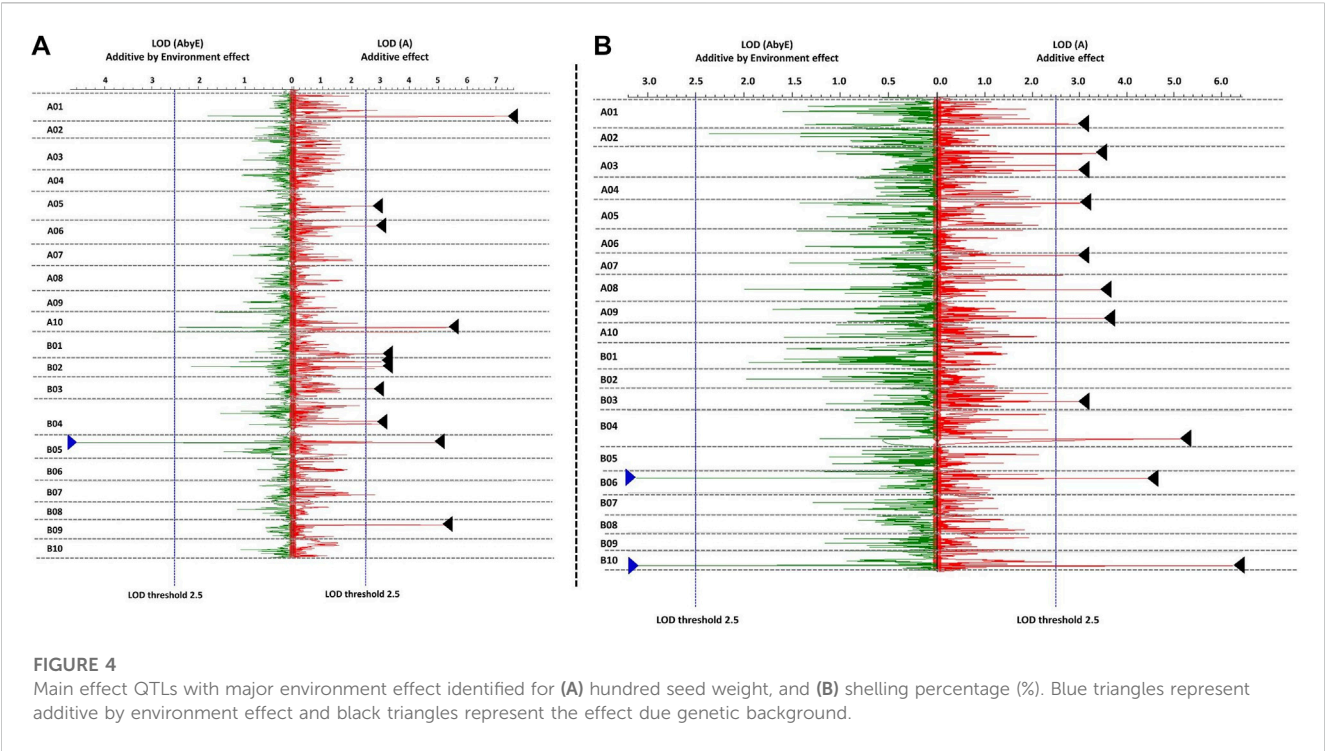 A
LOD (AbyE)
Additive by Environment effect
LOD (A)
Additive effect
4 3 2 1 0 1 2 3 4 5 6 7
A01
A02
A03
A04
A05
A06
A07
A08
A09
A10
B01
B02
B03
B04
B05
B06
B07
B08
B09
B10
LOD threshold 2.5
LOD threshold 2.5
B
LOD (AbyE)
Additive by Environment effect
LOD (A)
Additive effect
3.0 2.5 2.0 1.5 1.0 0.5 0.0 1.0 2.0 3.0 4.0 5.0 6.0
A01
A02
A03
A04
A05
A06
A07
A08
A09
A10
B01
B02
B03
B04
B05
B06
B07
B08
B09
B10
LOD threshold 2.5
LOD threshold 2.5
FIGURE 4
Main effect QTLs with major environment effect identified for (A) hundred seed weight, and (B) shelling percentage (%). Blue triangles represent
additive by environment effect and black triangles represent the effect due genetic background.